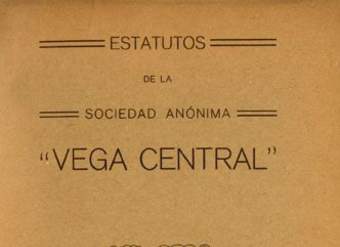 ESTATUTOS
DE LA
SOCIEDAD ANÓNIMA
"VEGA CENTRAL"